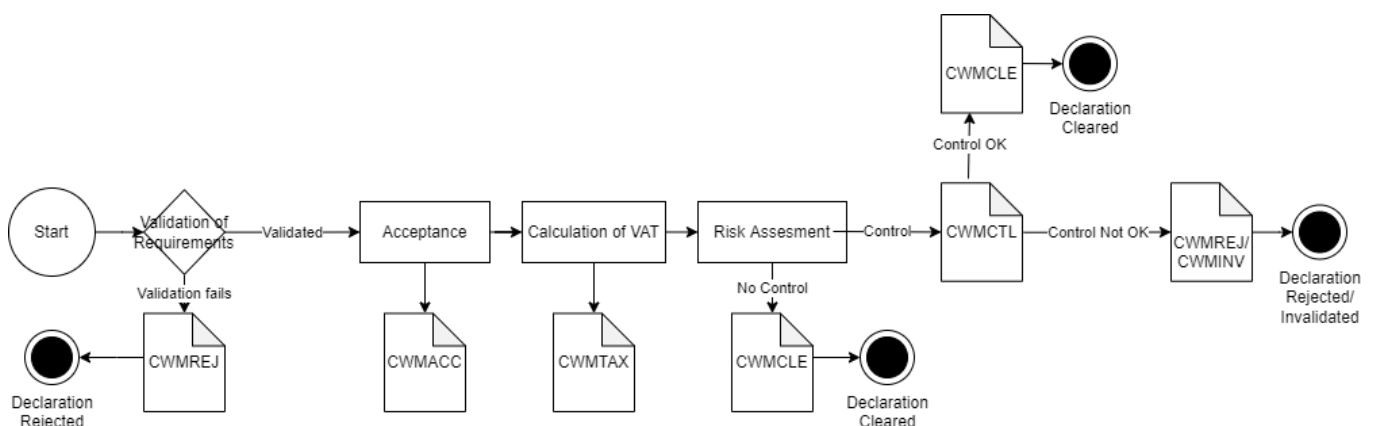 CWMCLE
Declaration
Cleared
Control OK
Start
Validation of
Requirements
Validated
Acceptance
Calculation of VAT
Risk Assesment
Control
CWMCTL
Control Not OK
CWMREJ/
CWMINV
Declaration
Rejected/
Invalidated
Validation fails
No Control
CWMREJ
CWMACC
CWMTAX
CWMCLE
Declaration
Rejected
Declaration
Cleared